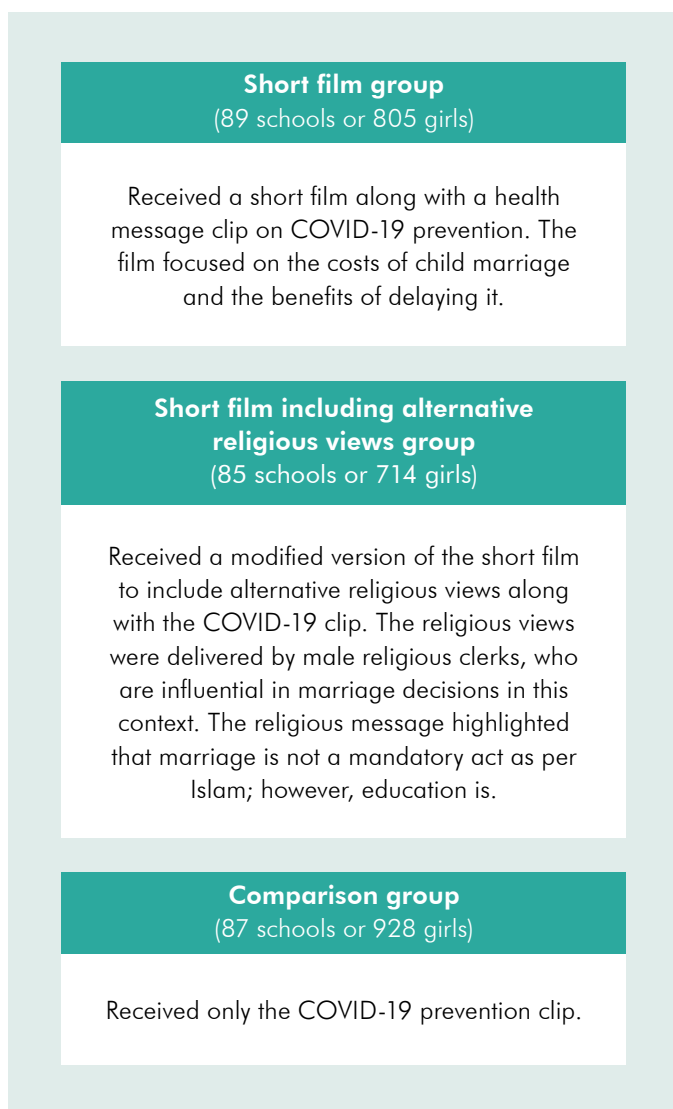 Short film group
(89 schools or 805 girls)
Received a short film along with a health
message clip on COVID-19 prevention. The
film focused on the costs of child marriage
and the benefits of delaying it.
Short film including alternative
religious views group
(85 schools or 714 girls)
Received a modified version of the short film
to include alternative religious views along
with the COVID-19 clip. The religious views
were delivered by male religious clerks, who
are influential in marriage decisions in this
context. The religious message highlighted
that marriage is not a mandatory act as per
Islam; however, education is.
Comparison group
(87 schools or 928 girls)
Received only the COVID-19 prevention clip.